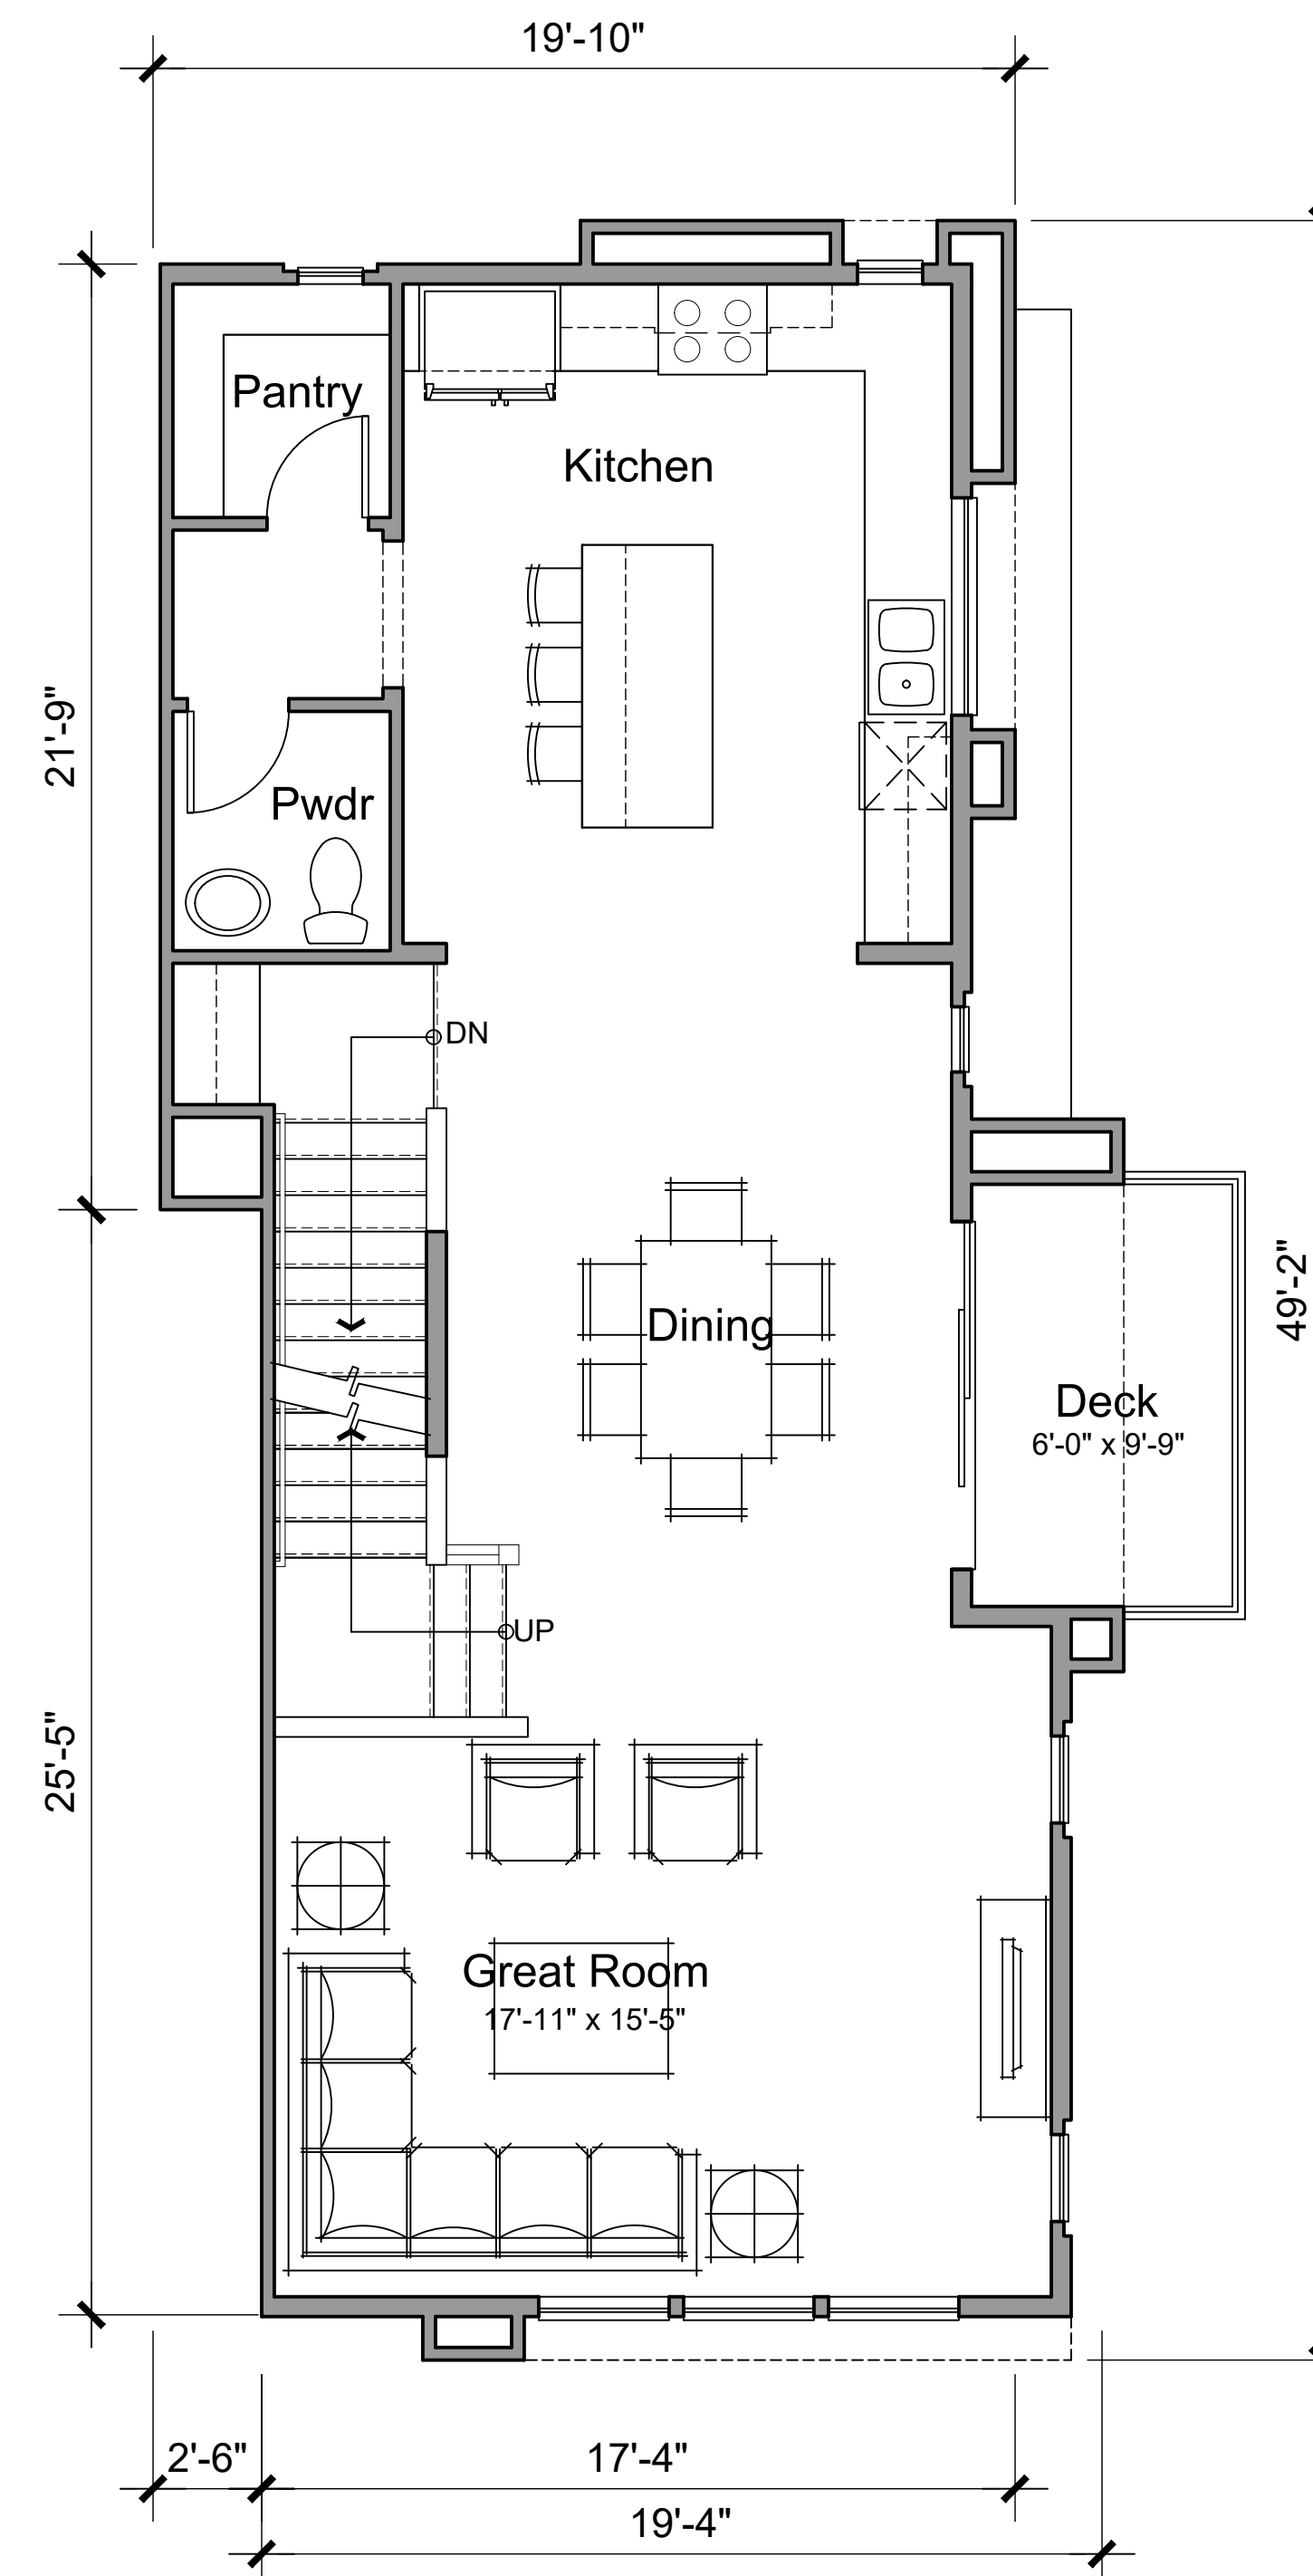 19'-10"
Pantry
Kitchen
21'-9"
Pwdr
DN
49'-2"
Dining
Deck
6'-0" x 9'-9"
UP
25'-5"
Great Room
17'-11" x 15'-5"
2'-6"
17'-4"
19'-4"